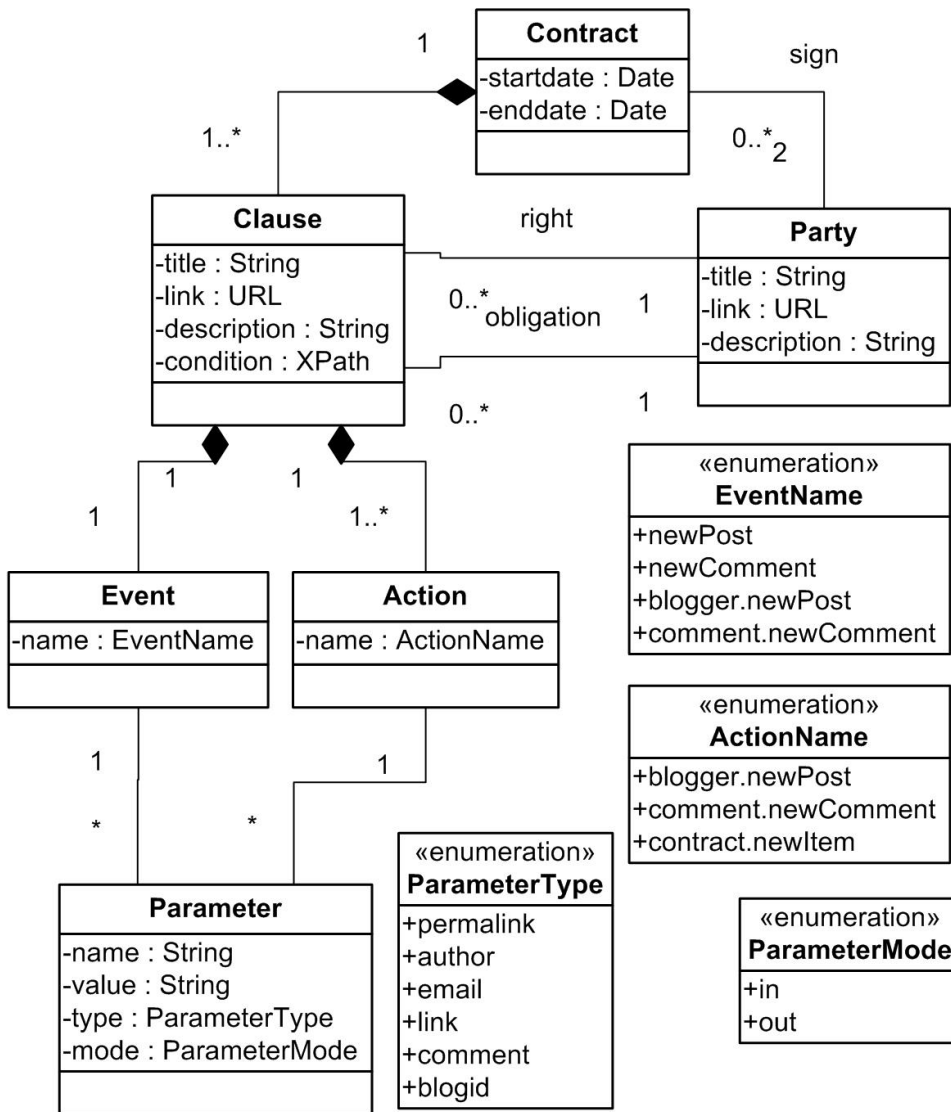 Contract
-startdate : Date
-enddate : Date
1
sign
1..*
0..*
2
Clause
-title : String
-link : URL
-description : String
-condition : XPath
right
0..*
1
obligation
0..*
1
Party
-title : String
-link : URL
-description : String
1
1
1
1..*
Event
-name : EventName
Action
-name : ActionName
«enumeration»
EventName
+newPost
+newComment
+blogger.newPost
+comment.newComment
«enumeration»
ActionName
+blogger.newPost
+comment.newComment
+contract.newItem
1
*
1
*
Parameter
-name : String
-value : String
-type : ParameterType
-mode : ParameterMode
«enumeration»
ParameterType
+permalink
+author
+email
+link
+comment
+blogid
«enumeration»
ParameterMode
+in
+out